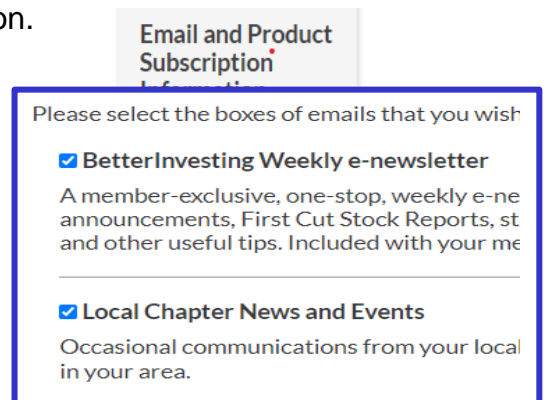 on.
Email and Product
Subscription
Information
Please select the boxes of emails that you wish
BetterInvesting Weekly e-newsletter
A member-exclusive, one-stop, weekly e-ne
announcements, First Cut Stock Reports, st
and other useful tips. Included with your me
Local Chapter News and Events
Occasional communications from your local
in your area.